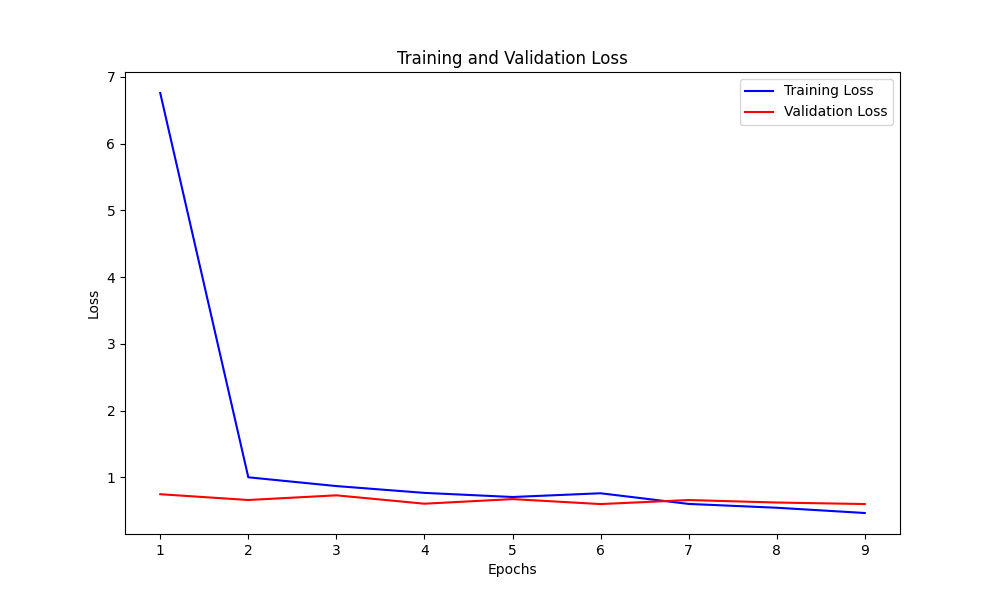 Training and Validation Loss
Training Loss
Validation Loss
7
6
5
4
3
2
1
Loss
1 2 3 4 5 6 7 8 9
Epochs